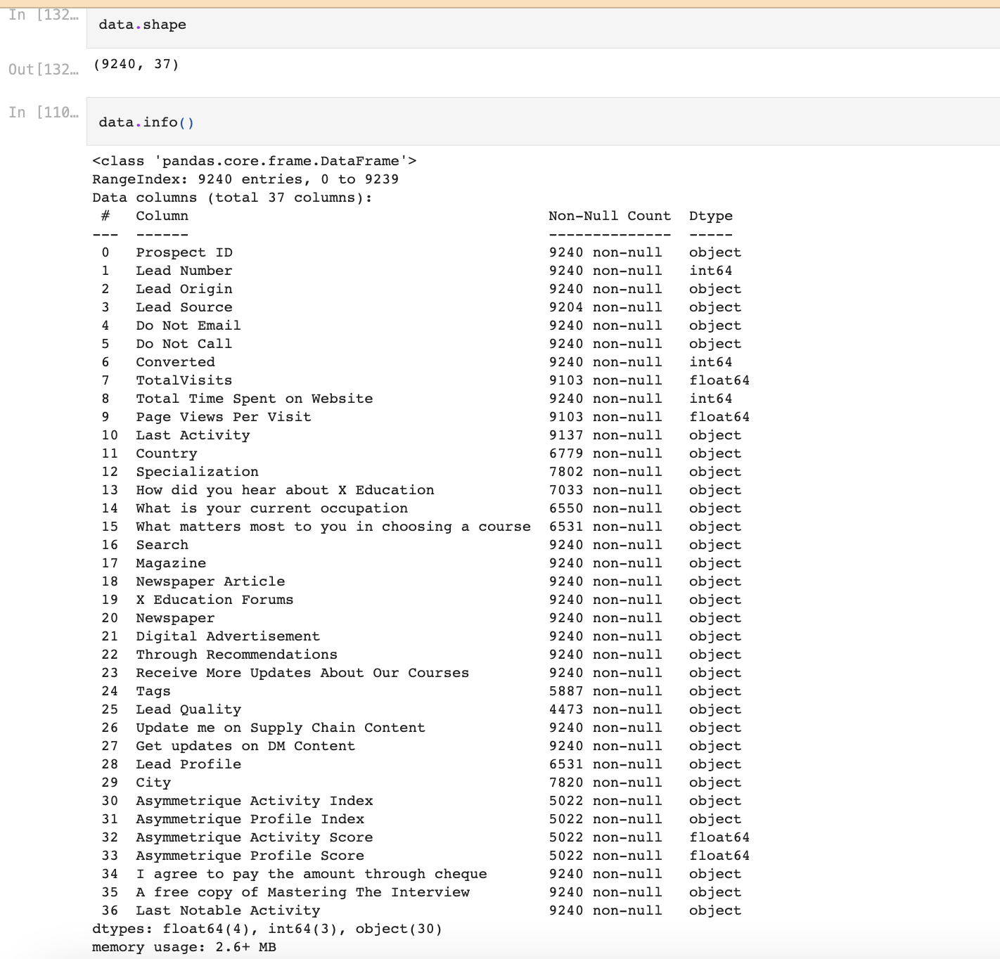 In [132…
data.shape
Out[132…
(9240, 37)
In [110…
data.info()
<class 'pandas.core.frame.DataFrame'>
RangeIndex: 9240 entries, 0 to 9239
Data columns (total 37 columns):
 #   Column                                         Non-Null Count  Dtype
---  ------                                         --------------  -----
 0   Prospect ID                                    9240 non-null   object
 1   Lead Number                                    9240 non-null   int64
 2   Lead Origin                                    9240 non-null   object
 3   Lead Source                                    9204 non-null   object
 4   Do Not Email                                   9240 non-null   object
 5   Do Not Call                                    9240 non-null   object
 6   Converted                                      9240 non-null   int64
 7   TotalVisits                                    9103 non-null   float64
 8   Total Time Spent on Website                    9240 non-null   int64
 9   Page Views Per Visit                           9103 non-null   float64
 10  Last Activity                                  9137 non-null   object
 11  Country                                        6779 non-null   object
 12  Specialization                                 7802 non-null   object
 13  How did you hear about X Education             7033 non-null   object
 14  What is your current occupation                6550 non-null   object
 15  What matters most to you in choosing a course  6531 non-null   object
 16  Search                                         9240 non-null   object
 17  Magazine                                       9240 non-null   object
 18  Newspaper Article                              9240 non-null   object
 19  X Education Forums                             9240 non-null   object
 20  Newspaper                                      9240 non-null   object
 21  Digital Advertisement                          9240 non-null   object
 22  Through Recommendations                        9240 non-null   object
 23  Receive More Updates About Our Courses         9240 non-null   object
 24  Tags                                           5887 non-null   object
 25  Lead Quality                                   4473 non-null   object
 26  Update me on Supply Chain Content              9240 non-null   object
 27  Get updates on DM Content                      9240 non-null   object
 28  Lead Profile                                   6531 non-null   object
 29  City                                           7820 non-null   object
 30  Asymmetrique Activity Index                    5022 non-null   object
 31  Asymmetrique Profile Index                     5022 non-null   object
 32  Asymmetrique Activity Score                    5022 non-null   float64
 33  Asymmetrique Profile Score                     5022 non-null   float64
 34  I agree to pay the amount through cheque       9240 non-null   object
 35  A free copy of Mastering The Interview         9240 non-null   object
 36  Last Notable Activity                          9240 non-null   object
dtypes: float64(4), int64(3), object(30)
memory usage: 2.6+ MB